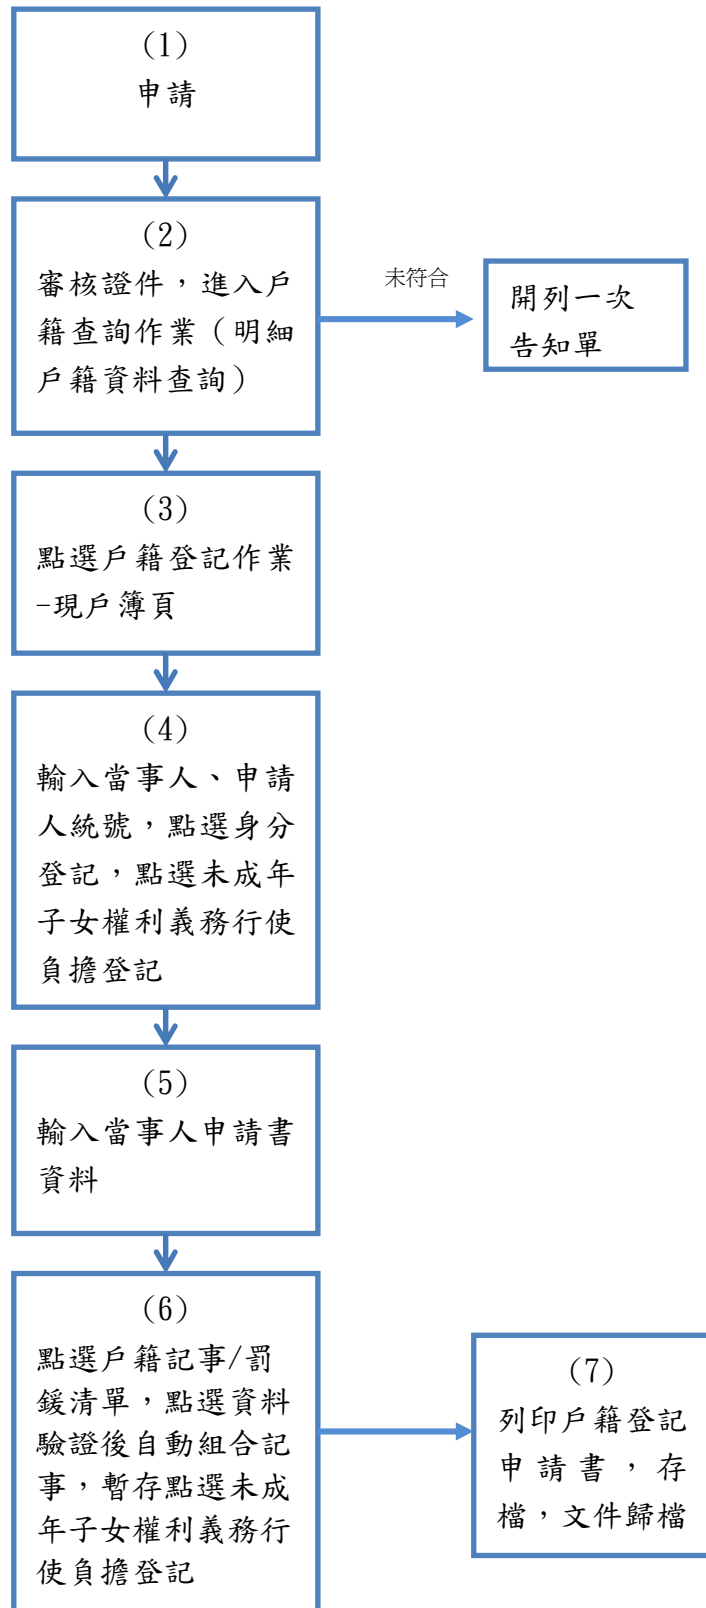 (1)
申請
(2)
審核證件，進入戶
籍查詢作業（明細
戶籍資料查詢）
未符合
開列一次
告知單
(3)
點選戶籍登記作業
-現戶簿頁
(4)
輸入當事人、申請
人統號，點選身分
登記，點選未成年
子女權利義務行使
負擔登記
(5)
輸入當事人申請書
資料
(6)
點選戶籍記事/罰
鍰清單，點選資料
驗證後自動組合記
事，暫存點選未成
年子女權利義務行
使負擔登記
(7)
列印戶籍登記
申請書，存
檔，文件歸檔